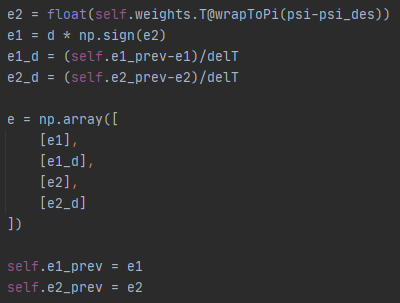 e2 = float(self.weights.T@wrapToPi(psi-psi_des))
e1 = d * np.sign(e2)
e1_d = (self.e1_prev-e1)/delT
e2_d = (self.e2_prev-e2)/delT
e = np.array([
[e1],
[e1_d],
[e2],
[e2_d]
])
self.e1_prev = e1
self.e2_prev = e2